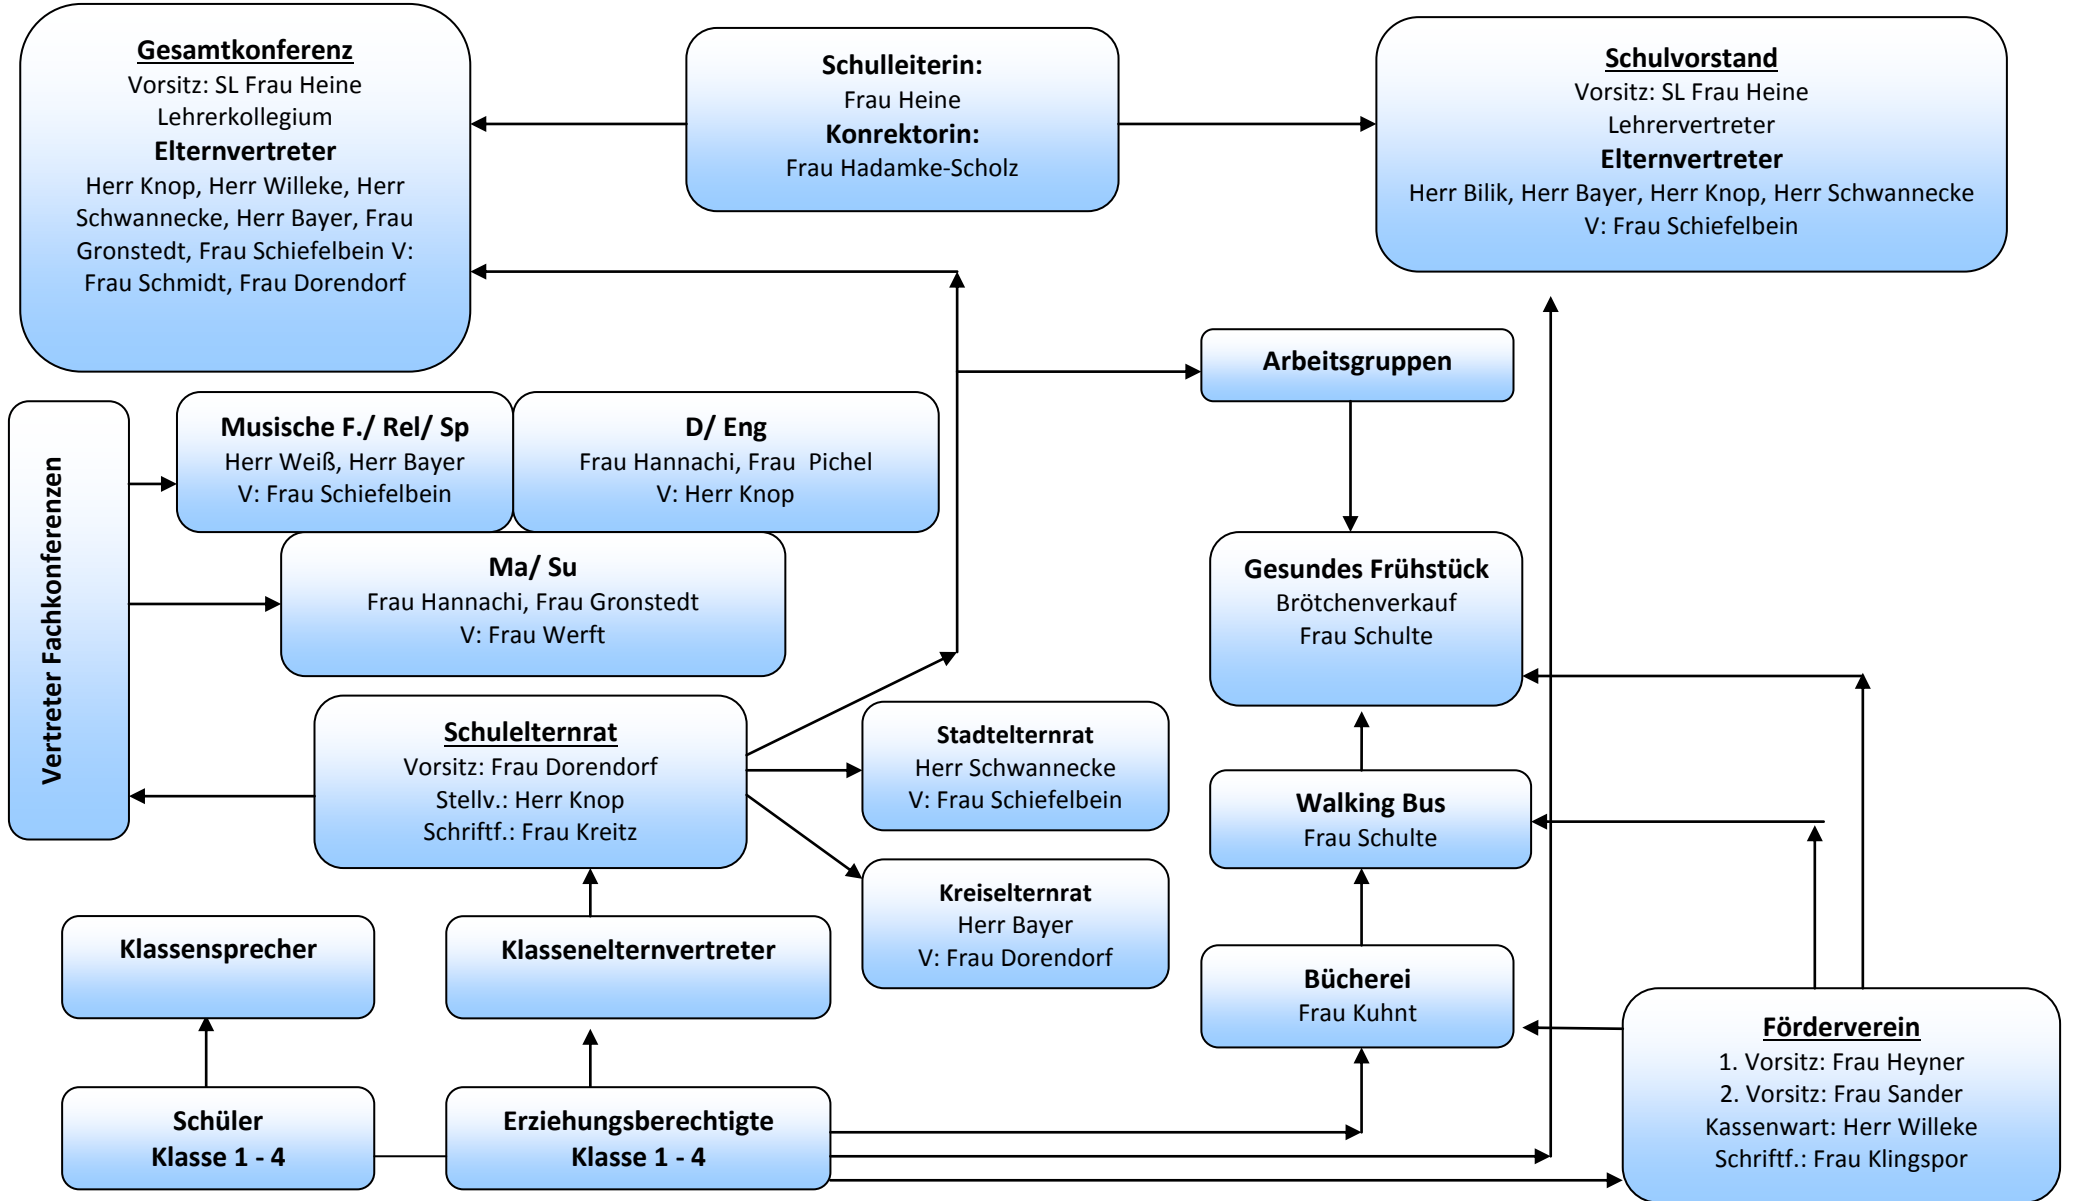 Gesamtkonferenz
Vorsitz: SL Frau Heine
Lehrerkollegium
Elternvertreter
Herr Knop, Herr Willeke, Herr
Schwannecke, Herr Bayer, Frau
Gronstedt, Frau Schiefelbein V:
Frau Schmidt, Frau Dorendorf
Schulleiterin:
Frau Heine
Konrektorin:
Frau Hadamke-Scholz
Schulvorstand
Vorsitz: SL Frau Heine
Lehrervertreter
Elternvertreter
Herr Bilik, Herr Bayer, Herr Knop, Herr Schwannecke
V: Frau Schiefelbein
Arbeitsgruppen
Vertreter Fachkonferenzen
Musische F./ Rel/ Sp
Herr Weiß, Herr Bayer
V: Frau Schiefelbein
D/ Eng
Frau Hannachi, Frau  Pichel
V: Herr Knop
Ma/ Su
Frau Hannachi, Frau Gronstedt
V: Frau Werft
Gesundes Frühstück
Brötchenverkauf
Frau Schulte
Schulelternrat
Vorsitz: Frau Dorendorf
Stellv.: Herr Knop
Schriftf.: Frau Kreitz
Stadtelternrat
Herr Schwannecke
V: Frau Schiefelbein
Walking Bus
Frau Schulte
Kreiselternrat
Herr Bayer
V: Frau Dorendorf
Klassensprecher
Klassenelternvertreter
Bücherei
Frau Kuhnt
Förderverein
1. Vorsitz: Frau Heyner
2. Vorsitz: Frau Sander
Kassenwart: Herr Willeke
Schriftf.: Frau Klingspor
Schüler
Klasse 1 - 4
Erziehungsberechtigte
Klasse 1 - 4